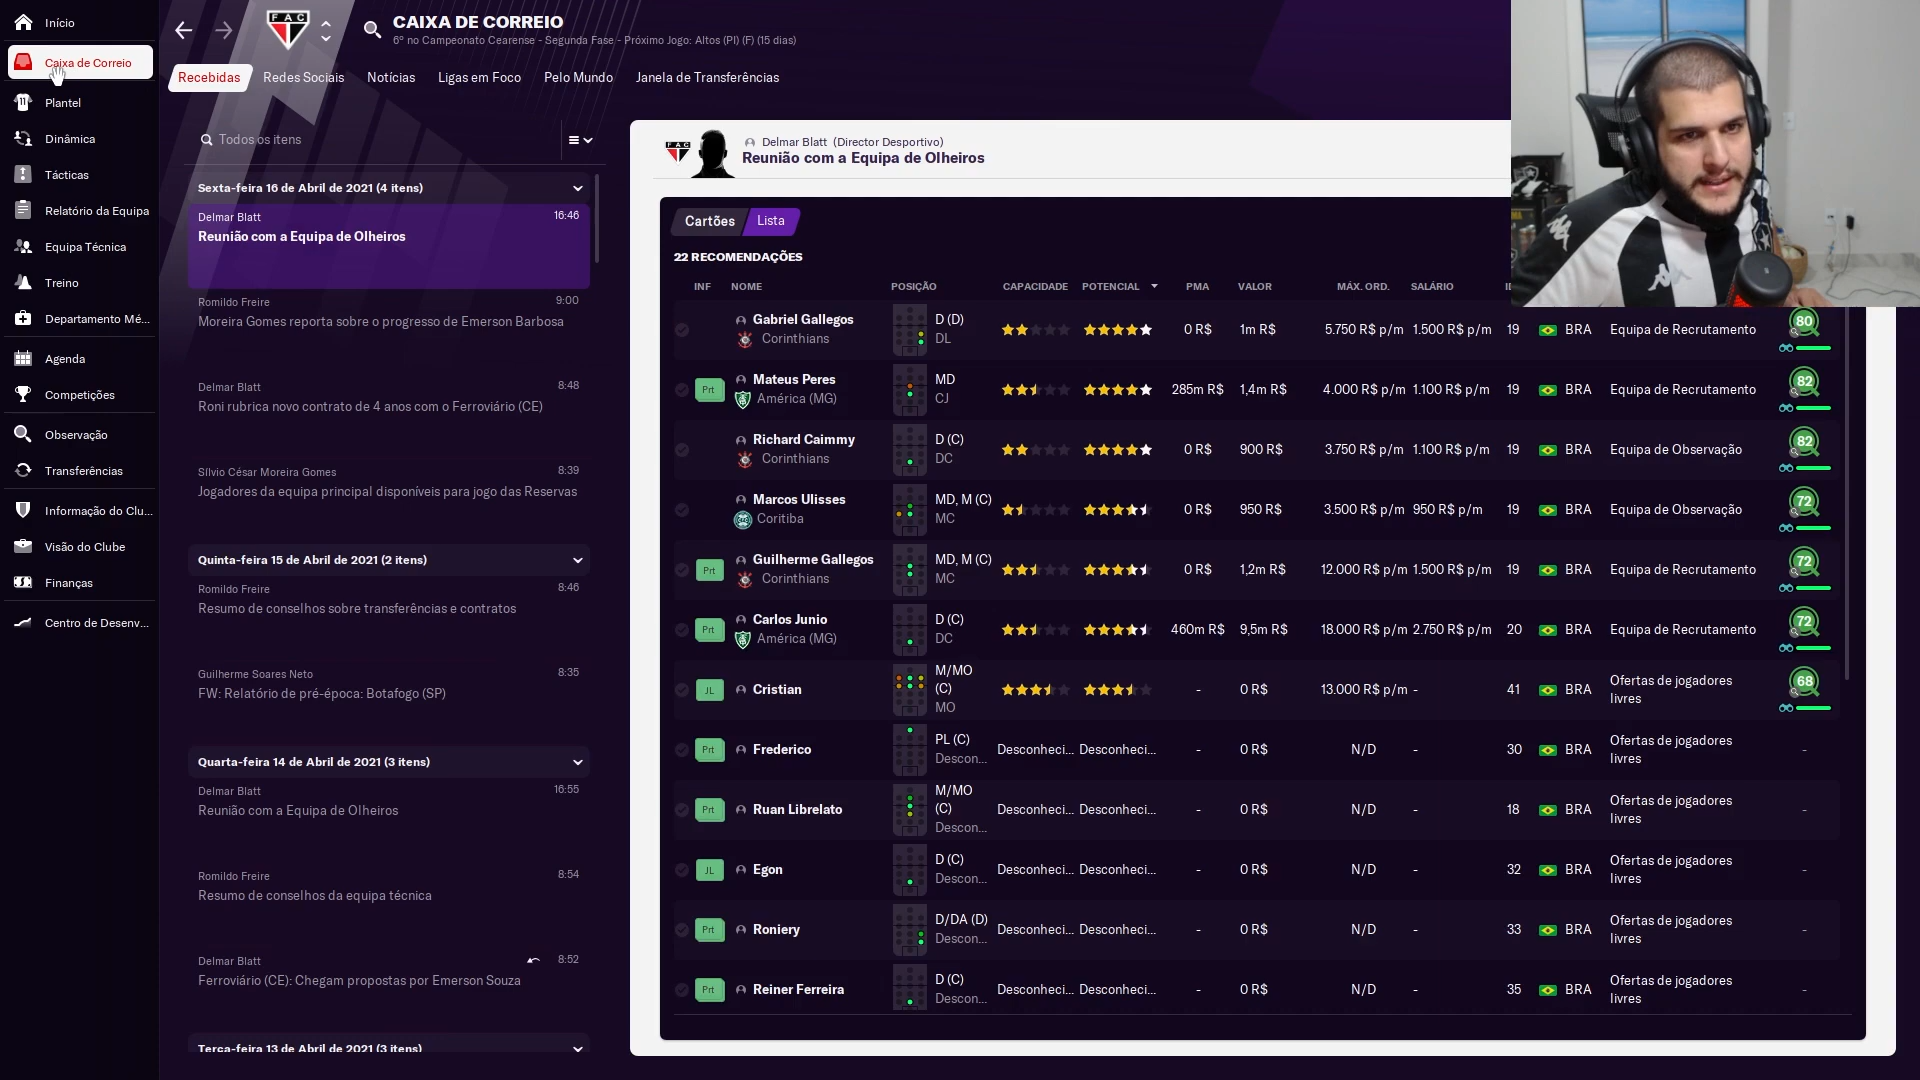 Início
Caixa de Correio
Plantel
Dinâmica
Tácticas
Relatório da Equipa
Equipa Técnica
Treino
Departamento Mé...
Agenda
Competições
Observação
Transferências
Informação do Clu...
Visão do Clube
Finanças
Centro de Desenv...
FAC
CAIXA DE CORREIO
6º no Campeonato Cearense - Segunda Fase - Próximo Jogo: Altos (PI) (F) (15 dias)
Recebidas Redes Sociais Notícias Ligas em Foco Pelo Mundo Janela de Transferências
Todos os itens
Sexta-feira 16 de Abril de 2021 (4 itens)
Delmar Blatt 16:46
Reunião com a Equipa de Olheiros
Romildo Freire 9:00
Moreira Gomes reporta sobre o progresso de Emerson Barbosa
Delmar Blatt 8:48
Roni rubrica novo contrato de 4 anos com o Ferroviário (CE)
Sílvio César Moreira Gomes 8:39
Jogadores da equipa principal disponíveis para jogo das Reservas
Quinta-feira 15 de Abril de 2021 (2 itens)
Romildo Freire 8:46
Resumo de conselhos sobre transferências e contratos
Guilherme Soares Neto 8:35
FW: Relatório de pré-época: Botafogo (SP)
Quarta-feira 14 de Abril de 2021 (3 itens)
Delmar Blatt 16:55
Reunião com a Equipa de Olheiros
Romildo Freire 8:54
Resumo de conselhos da equipa técnica
Delmar Blatt 8:52
Ferroviário (CE): Chegam propostas por Emerson Souza
Terça-feira 13 de Abril de 2021 (3 itens)
FAC
Delmar Blatt (Director Desportivo)
Reunião com a Equipa de Olheiros
Cartões Lista
22 RECOMENDAÇÕES
INF NOME POSIÇÃO CAPACIDADE POTENCIAL PMA VALOR MÁX. ORD. SALÁRIO
Gabriel Gallegos D (D) 0 R$ 1m R$ 5.750 R$ p/m 1.500 R$ p/m 19 BRA Equipa de Recrutamento 80
Corinthians DL
Prt Mateus Peres MD 285m R$ 1,4m R$ 4.000 R$ p/m 1.100 R$ p/m 19 BRA Equipa de Recrutamento 82
América (MG) CJ
Richard Caimmy D (C) 0 R$ 900 R$ 3.750 R$ p/m 1.100 R$ p/m 19 BRA Equipa de Observação 82
Corinthians DC
Marcos Ulisses MD, M (C) 0 R$ 950 R$ 3.500 R$ p/m 950 R$ p/m 19 BRA Equipa de Observação 72
Coritiba MC
Prt Guilherme Gallegos MD, M (C) 0 R$ 1,2m R$ 12.000 R$ p/m 1.500 R$ p/m 19 BRA Equipa de Recrutamento 72
Corinthians MC
Prt Carlos Junio D (C) 460m R$ 9,5m R$ 18.000 R$ p/m 2.750 R$ p/m 20 BRA Equipa de Recrutamento 72
América (MG) DC
JL Cristian M/MO (C) - 0 R$ 13.000 R$ p/m - 41 BRA Ofertas de jogadores livres 68
MO
Prt Frederico PL (C) Desconheci... Desconheci... - 0 R$ N/D - 30 BRA Ofertas de jogadores livres -
Descon...
Prt Ruan Librelato M/MO (C) Desconheci... Desconheci... - 0 R$ N/D - 18 BRA Ofertas de jogadores livres -
Descon...
JL Egon D (C) Desconheci... Desconheci... - 0 R$ N/D - 32 BRA Ofertas de jogadores livres -
Descon...
Prt Roniery D/DA (D) Desconheci... Desconheci... - 0 R$ N/D - 33 BRA Ofertas de jogadores livres -
Descon...
Prt Reiner Ferreira D (C) Desconheci... Desconheci... - 0 R$ N/D - 35 BRA Ofertas de jogadores livres -
Descon...